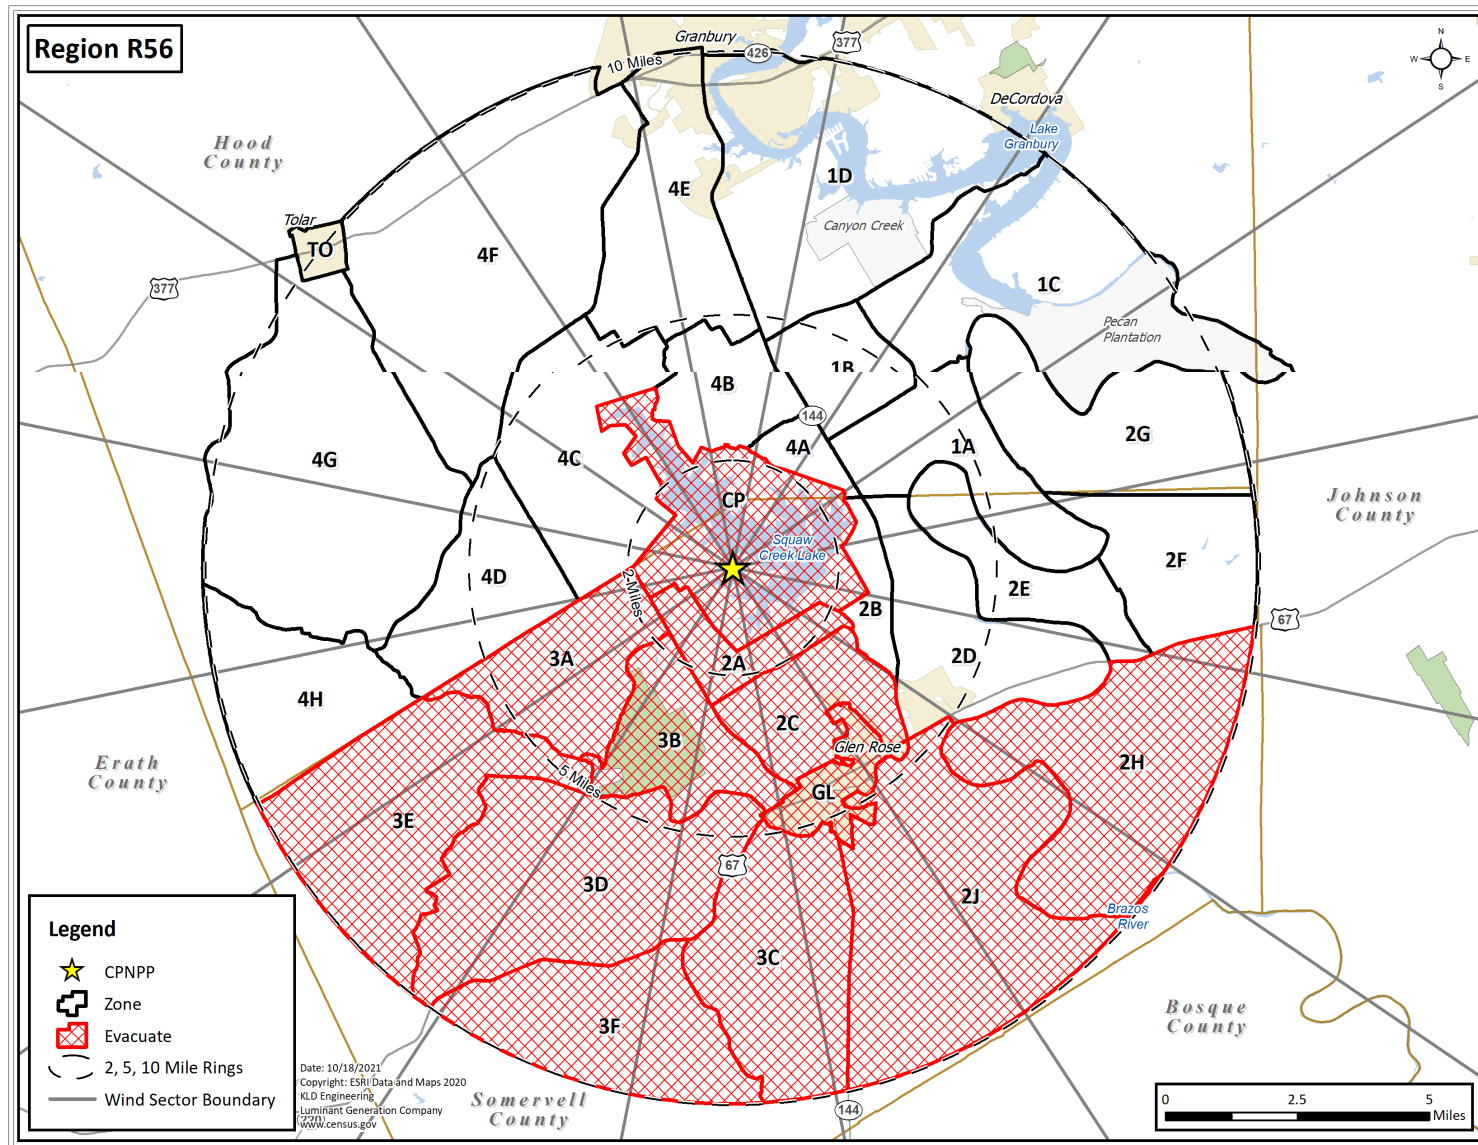 Region R56
Granbury
426
377
10 Miles
N
W
E
S
DeCordova
Lake
Granbury
Hood
County
4E
1D
Tolar
TO
4F
Canyon Creek
1C
377
Pecan
Plantation
1B
4B
144
4A
1A
2G
4G
4C
CP
Johnson
County
Squaw
Creek Lake
2F
4D
2-Miles
2E
2B
67
3A
2A
2D
4H
2C
3B
Glen Rose
2H
Erath
County
5 Miles
GL
3E
67
3D
2J
Brazos
River
3C
Bosque
County
3F
Legend
CPNPP
Zone
Evacuate
2, 5, 10 Mile Rings
Wind Sector Boundary
Date: 10/18/2021
Copyright: ESRI Data and Maps 2020
KLD Engineering
Luminant Generation Company
www.census.gov
Somervell
County
144
0
2.5
5
Miles